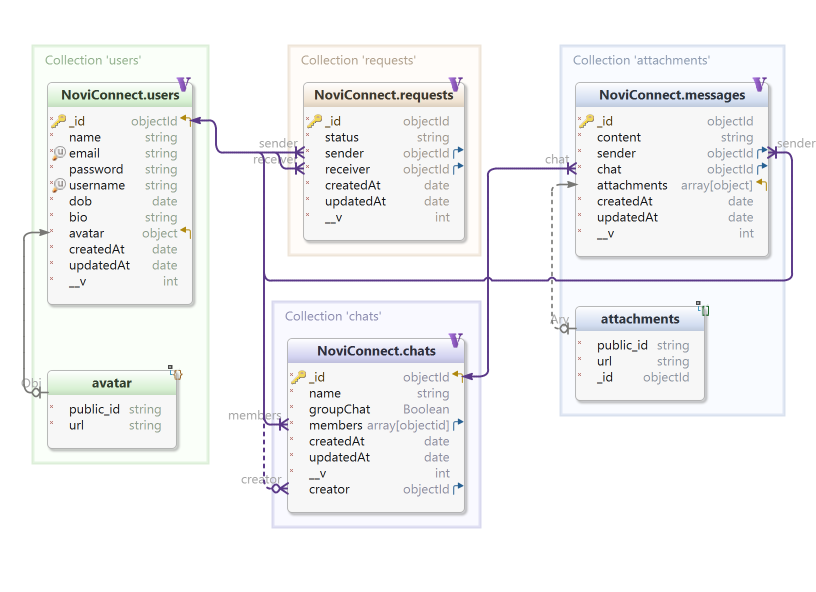 Collection 'users'
NoviConnect.users
_id objectId
name string
email string
password string
username string
dob date
bio string
avatar object
createdAt date
updatedAt date
__v int
Obj
avatar
public_id string
url string
Collection 'requests'
NoviConnect.requests
_id objectId
status string
sender objectId
receiver objectId
createdAt date
updatedAt date
__v int
sender
receiver
Collection 'chats'
NoviConnect.chats
_id objectId
name string
groupChat Boolean
members array[objectid]
createdAt date
updatedAt date
__v int
creator objectId
members
creator
Collection 'attachments'
NoviConnect.messages
_id objectId
content string
sender objectId
chat objectId
attachments array[object]
createdAt date
updatedAt date
__v int
chat
sender
Arv
attachments
public_id string
url string
_id objectId